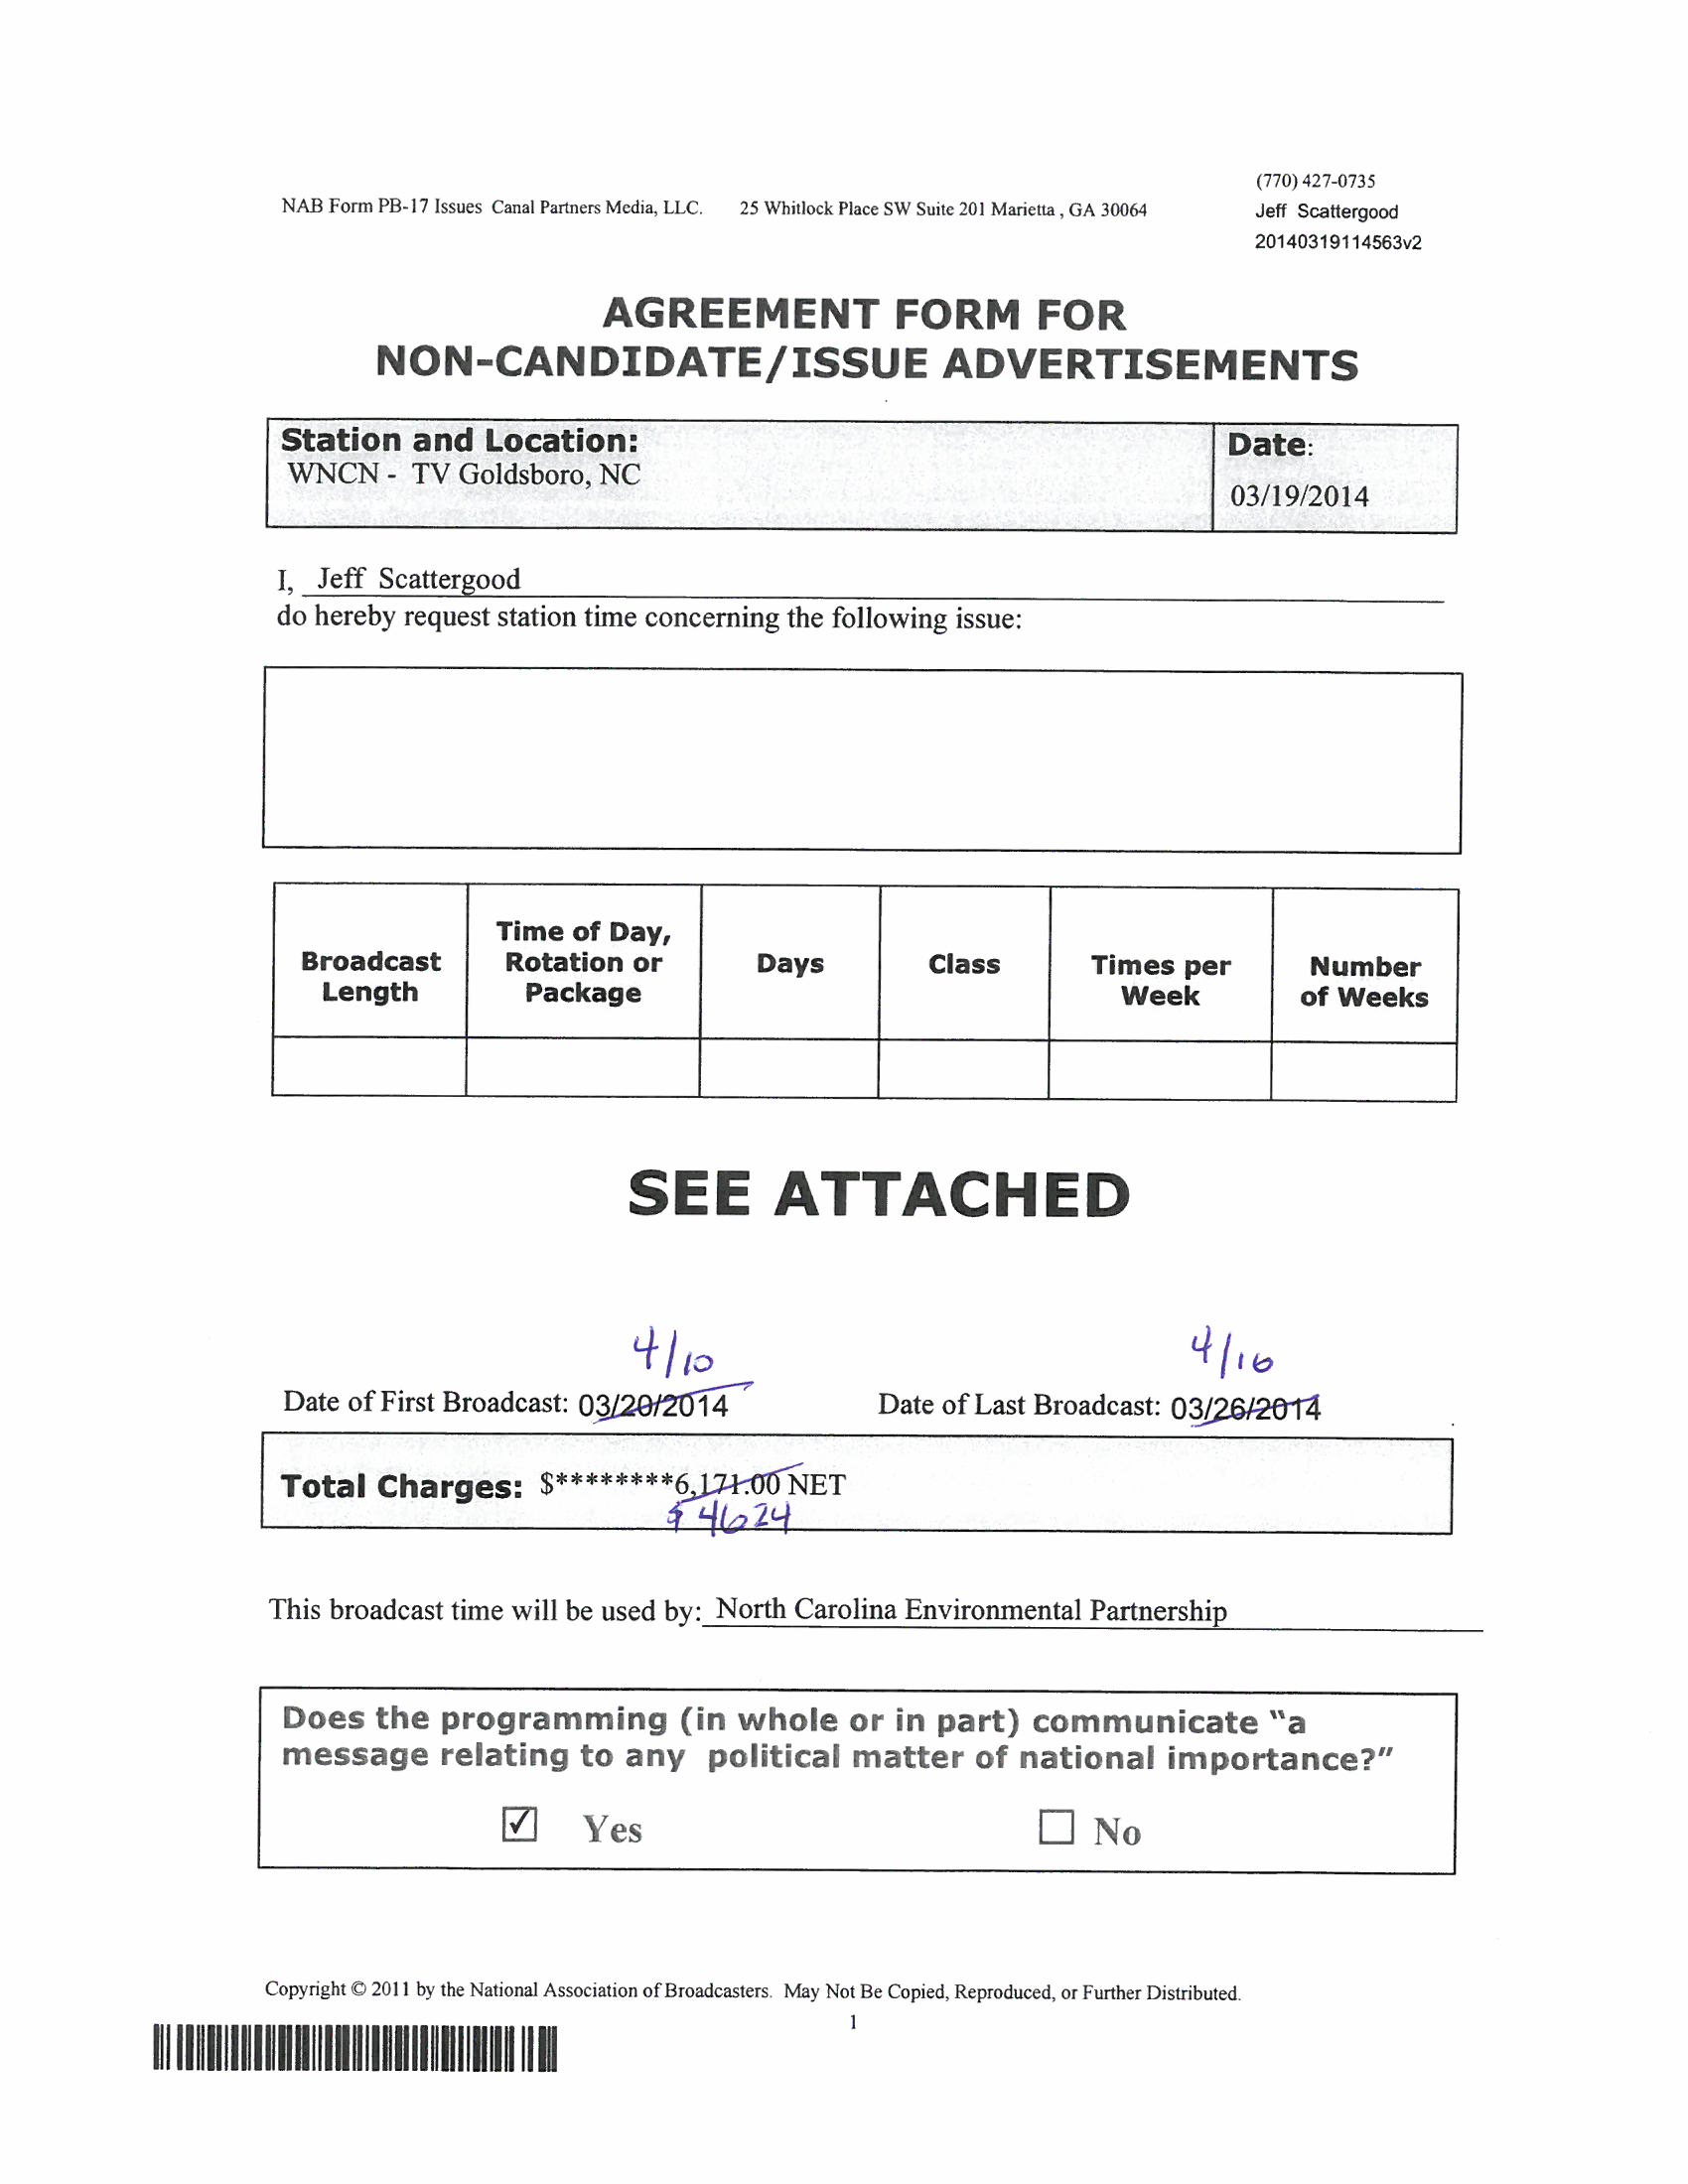 (770) 427-0735
NAB Form PB-17 Issues Canal Partners Media, LLC. 25 Whitlock Place SW Suite 201 Marietta , GA 30064
Jeff Scattergood
20140319114563v2
AGREEMENT FORM FOR
NON-CANDIDATE/ISSUE ADVERTISEMENTS
Station and Location:
WNCN - TV Goldsboro, NC
Date:
03/19/2014
I, Jeff Scattergood
do hereby request station time concerning the following issue:
Broadcast
Length
Time of Day,
Rotation or
Package
Days
Class
Times per
Week
Number
of Weeks
SEE ATTACHED
4/10
4/16
Date of First Broadcast: 03/20/2014
Date of Last Broadcast: 03/26/2014
Total Charges: $********6,171.00 NET
$ 4624
This broadcast time will be used by: North Carolina Environmental Partnership
Does the programming (in whole or in part) communicate “a
message relating to any political matter of national importance?”
Yes
No
Copyright © 2011 by the National Association of Broadcasters. May Not Be Copied, Reproduced, or Further Distributed.
1